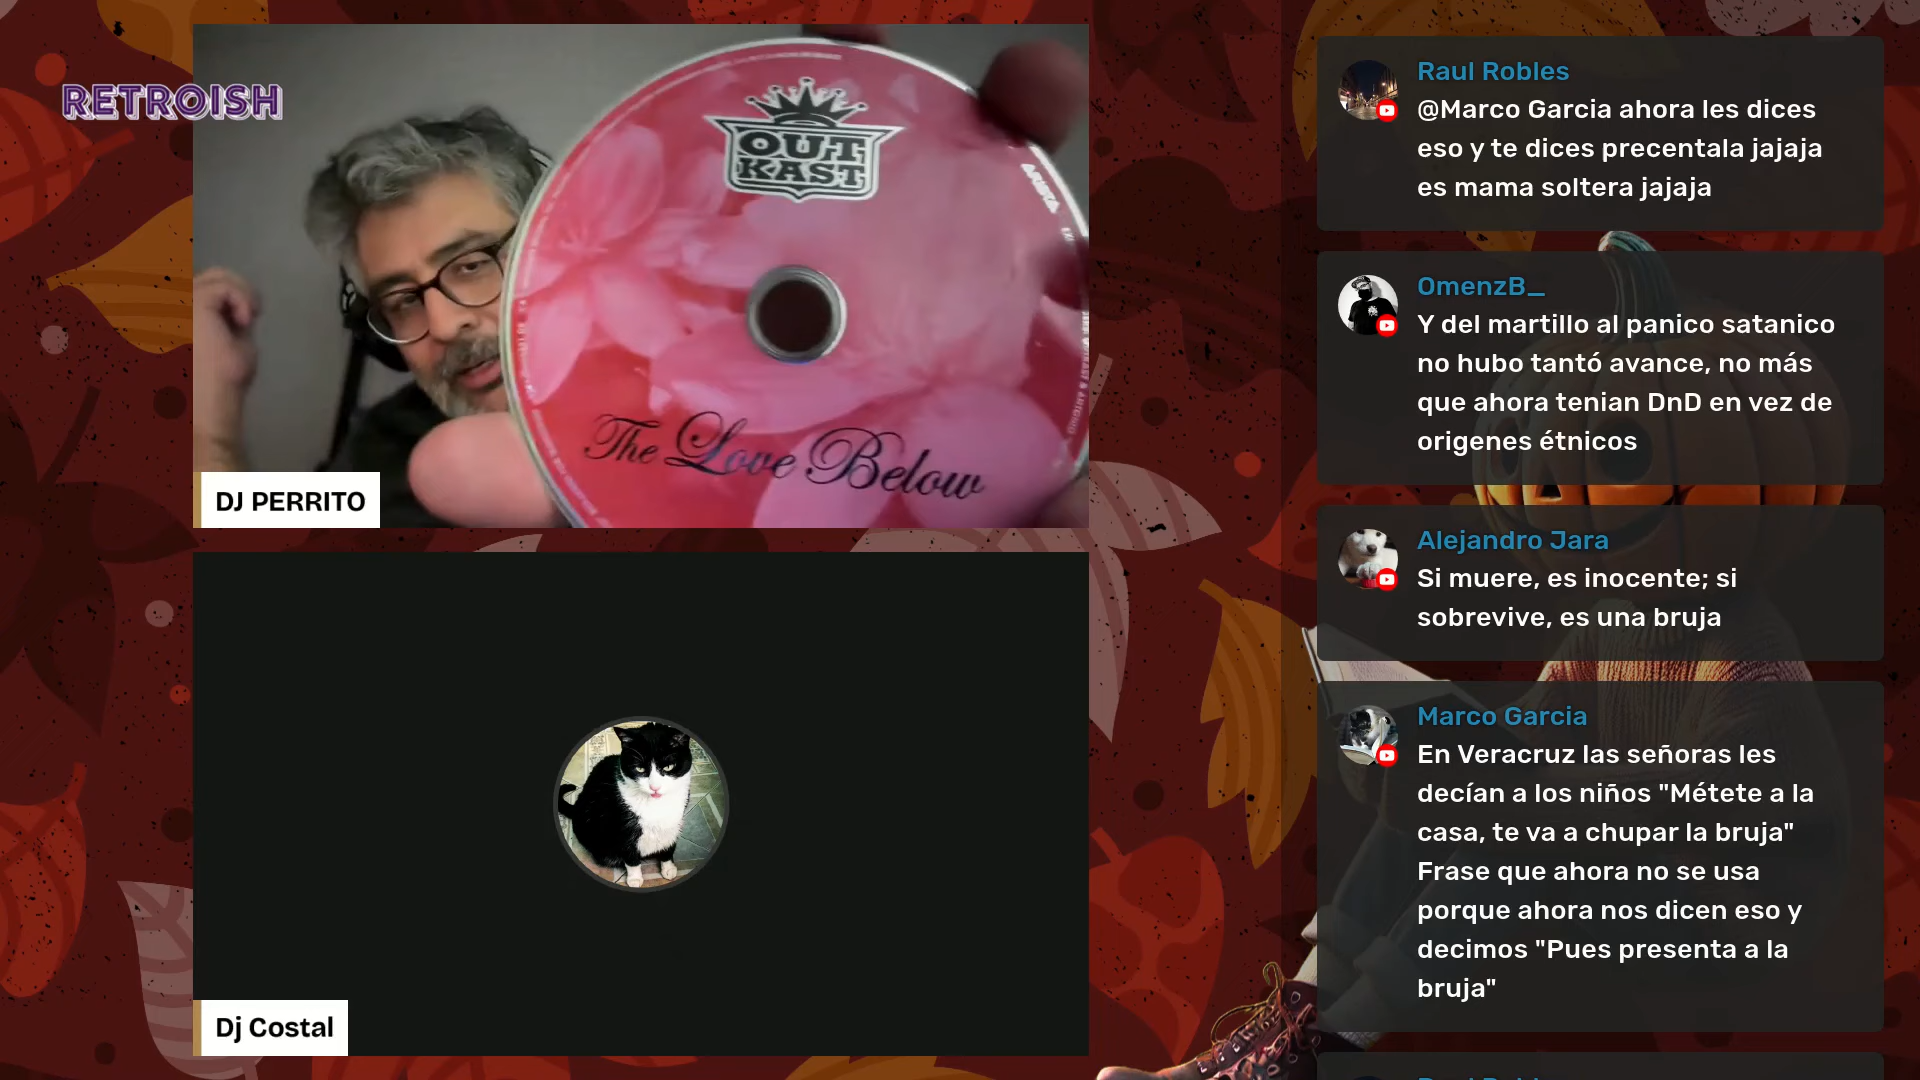 RETROISH
OUT
KAST
ARISTA
The Love Below
DJ PERRITO
Dj Costal
Raul Robles
@Marco Garcia ahora les dices
eso y te dices precentala jajaja
es mama soltera jajaja
OmenzB_
Y del martillo al panico satanico
no hubo tantó avance, no más
que ahora tenian DnD en vez de
origenes étnicos
Alejandro Jara
Si muere, es inocente; si
sobrevive, es una bruja
Marco Garcia
En Veracruz las señoras les
decían a los niños "Métete a la
casa, te va a chupar la bruja"
Frase que ahora no se usa
porque ahora nos dicen eso y
decimos "Pues presenta a la
bruja"